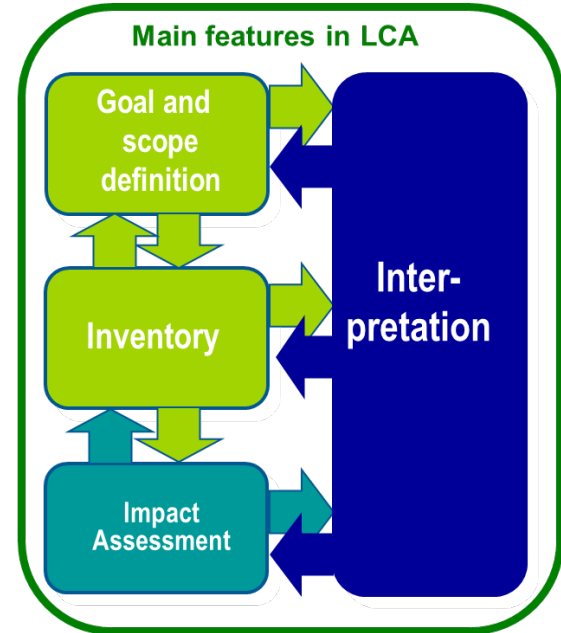 Main features in LCA
Goal and
scope
definition
Inter-
pretation
Inventory
Impact
Assessment